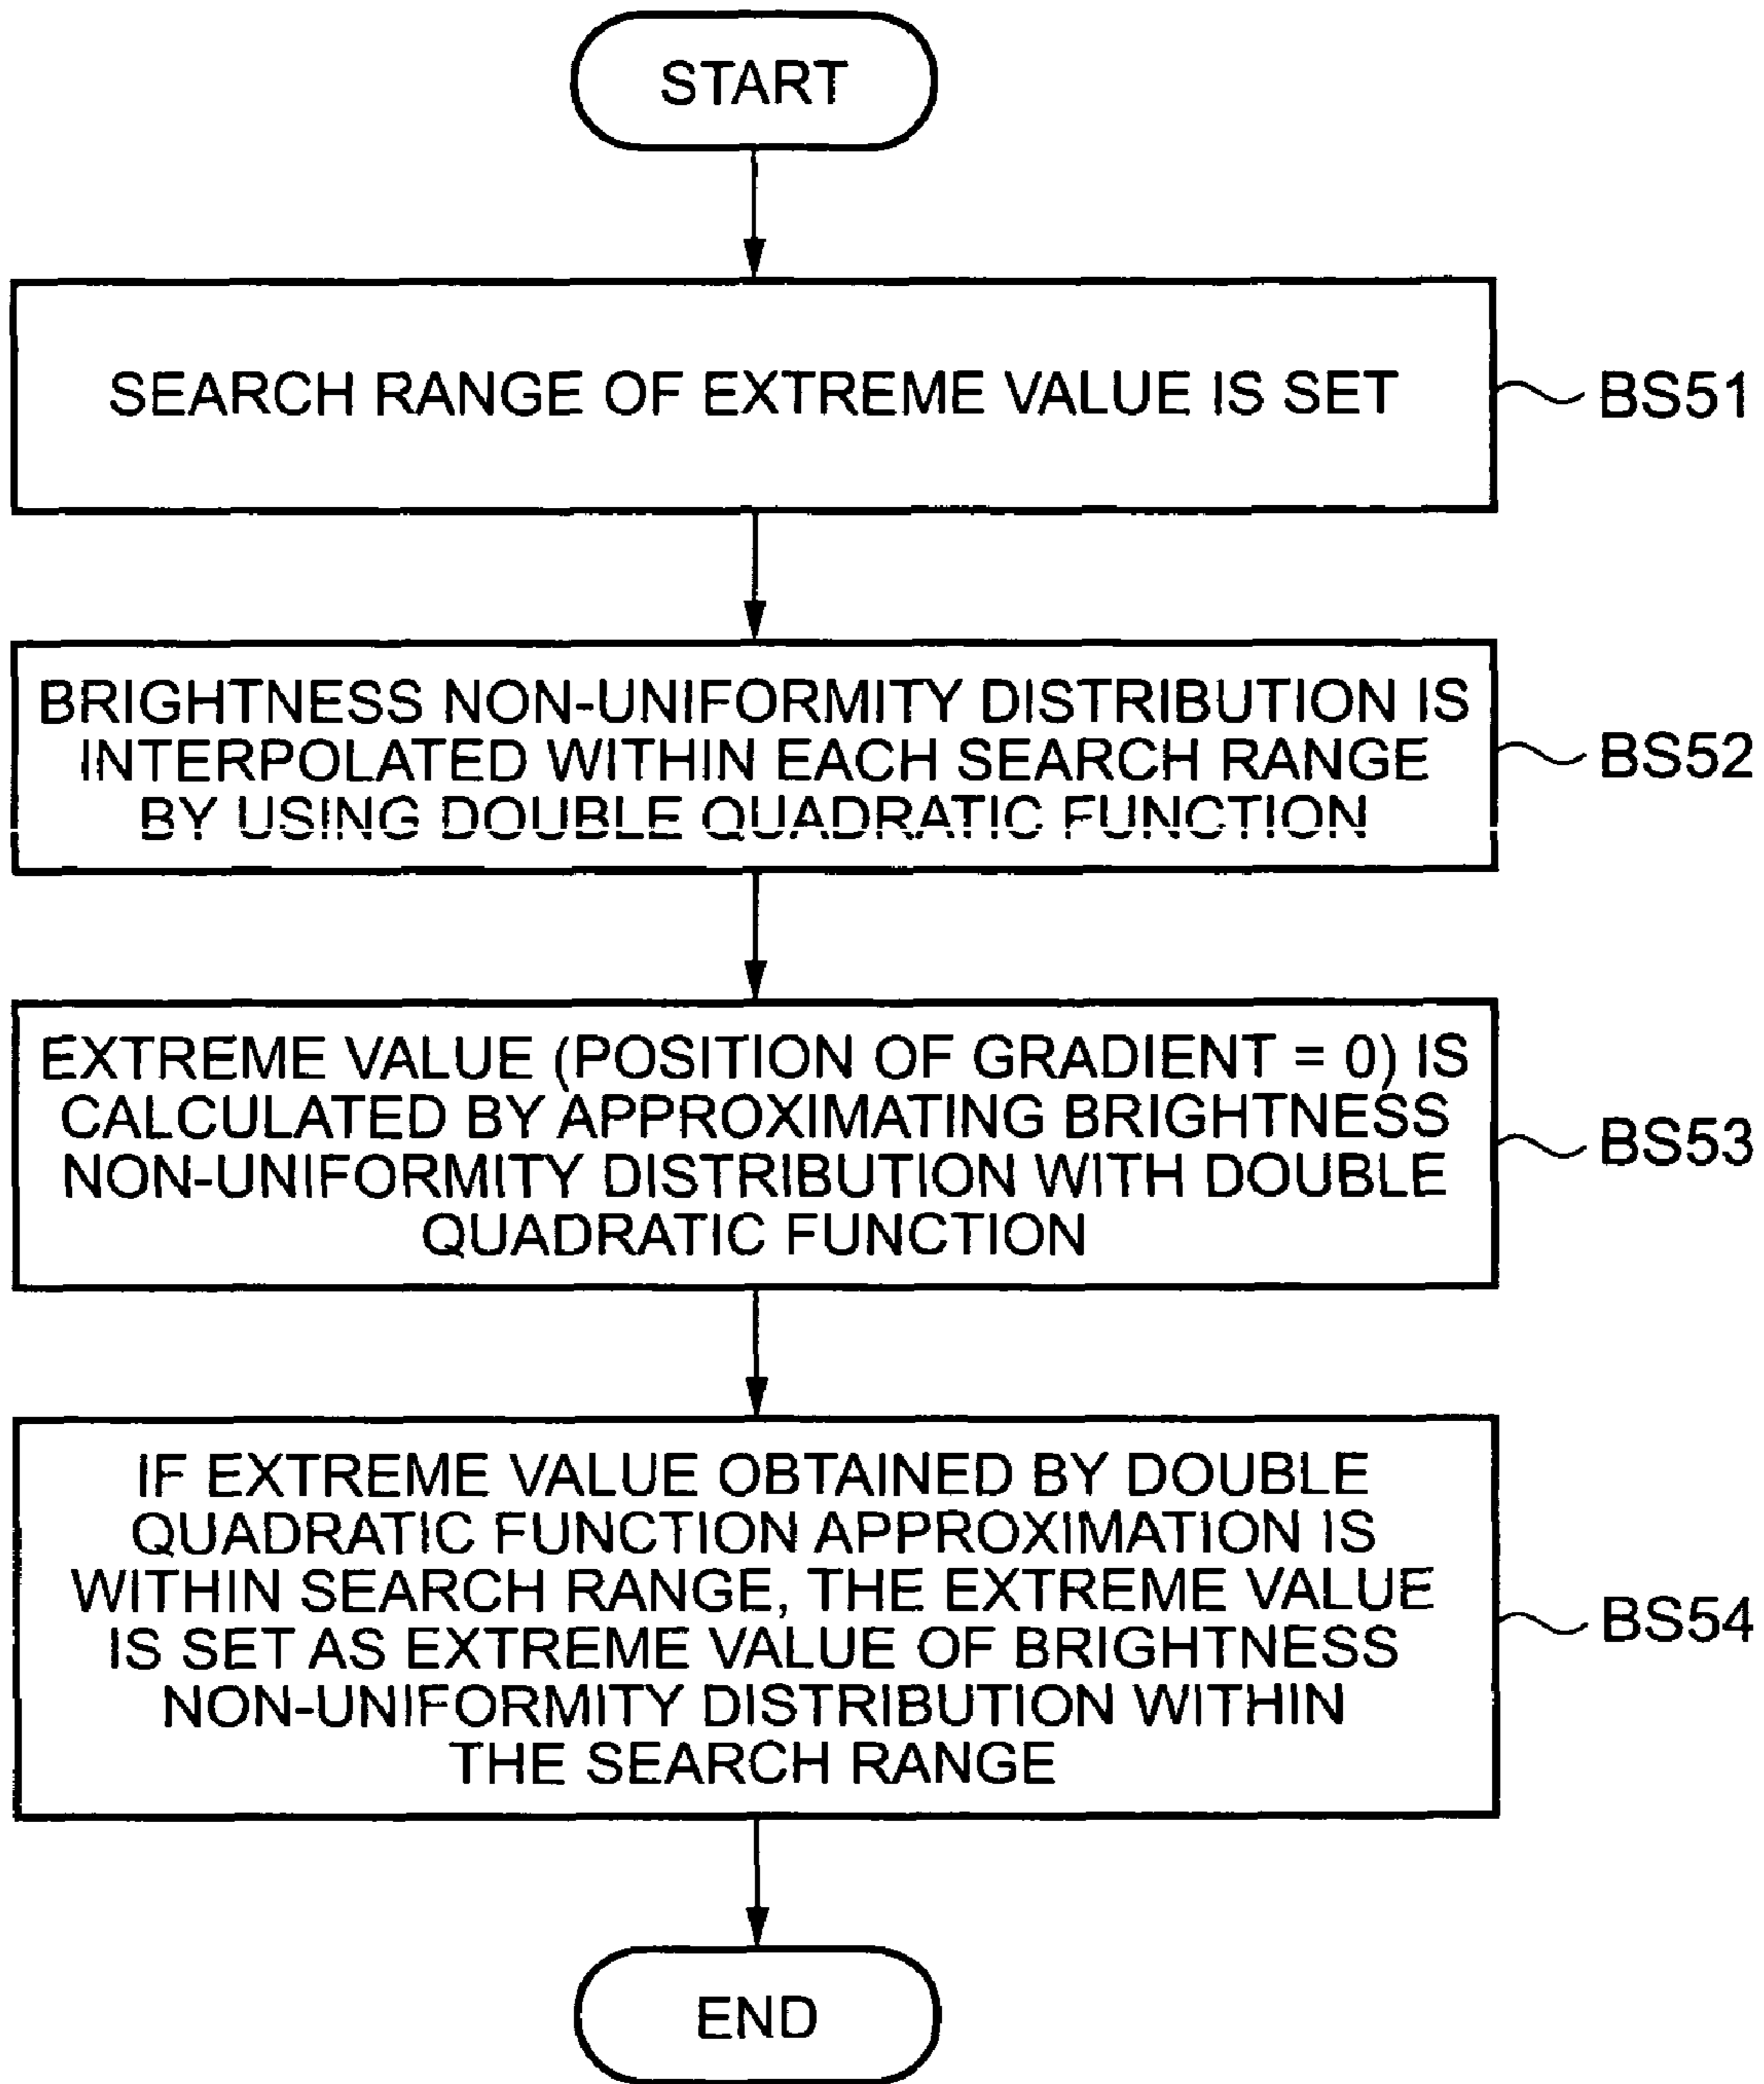 START
SEARCH RANGE OF EXTREME VALUE IS SET
BS51
BRIGHTNESS NON-UNIFORMITY DISTRIBUTION IS
INTERPOLATED WITHIN EACH SEARCH RANGE
BY USING DOUBLE QUADRATIC FUNCTION
BS52
EXTREME VALUE (POSITION OF GRADIENT = 0) IS
CALCULATED BY APPROXIMATING BRIGHTNESS
NON-UNIFORMITY DISTRIBUTION WITH DOUBLE
QUADRATIC FUNCTION
BS53
IF EXTREME VALUE OBTAINED BY DOUBLE
QUADRATIC FUNCTION APPROXIMATION IS
WITHIN SEARCH RANGE, THE EXTREME VALUE
IS SET AS EXTREME VALUE OF BRIGHTNESS
NON-UNIFORMITY DISTRIBUTION WITHIN
THE SEARCH RANGE
BS54
END